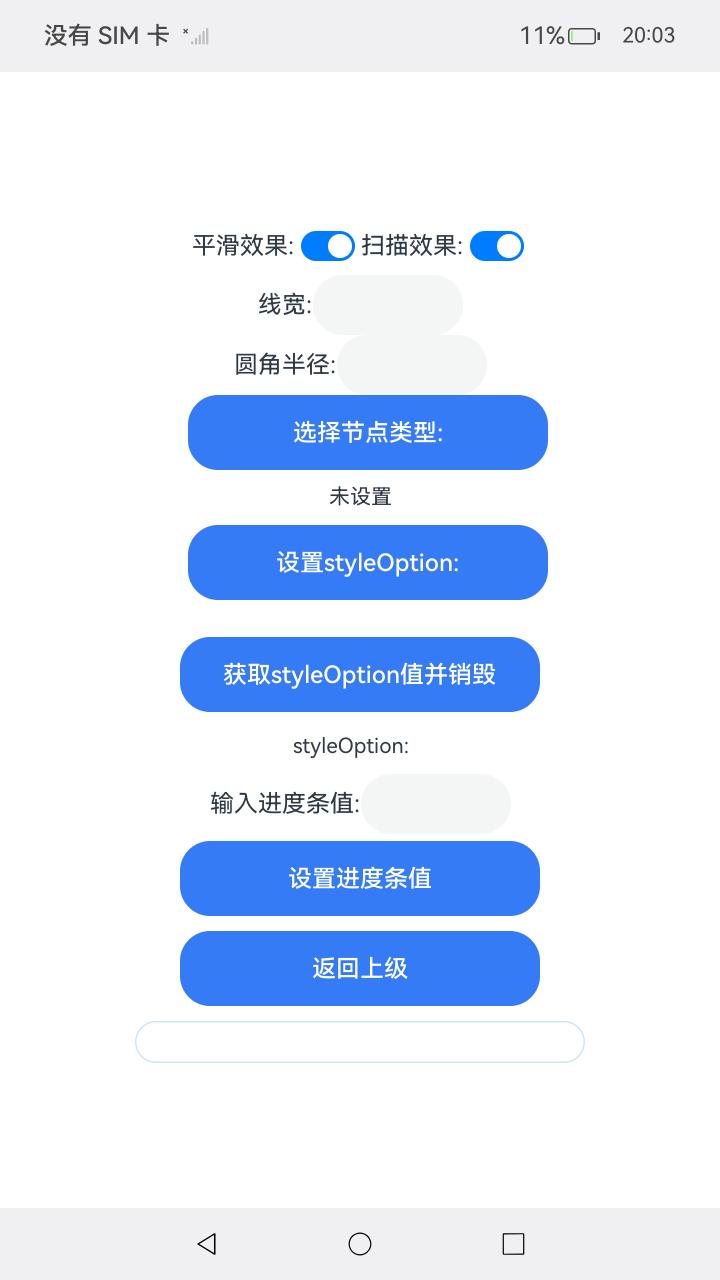 没有 SIM 卡 11% 20:03
平滑效果: 扫描效果:
线宽:
圆角半径:
选择节点类型:
未设置
设置styleOption:
获取styleOption值并销毁
styleOption:
输入进度条值:
设置进度条值
返回上级